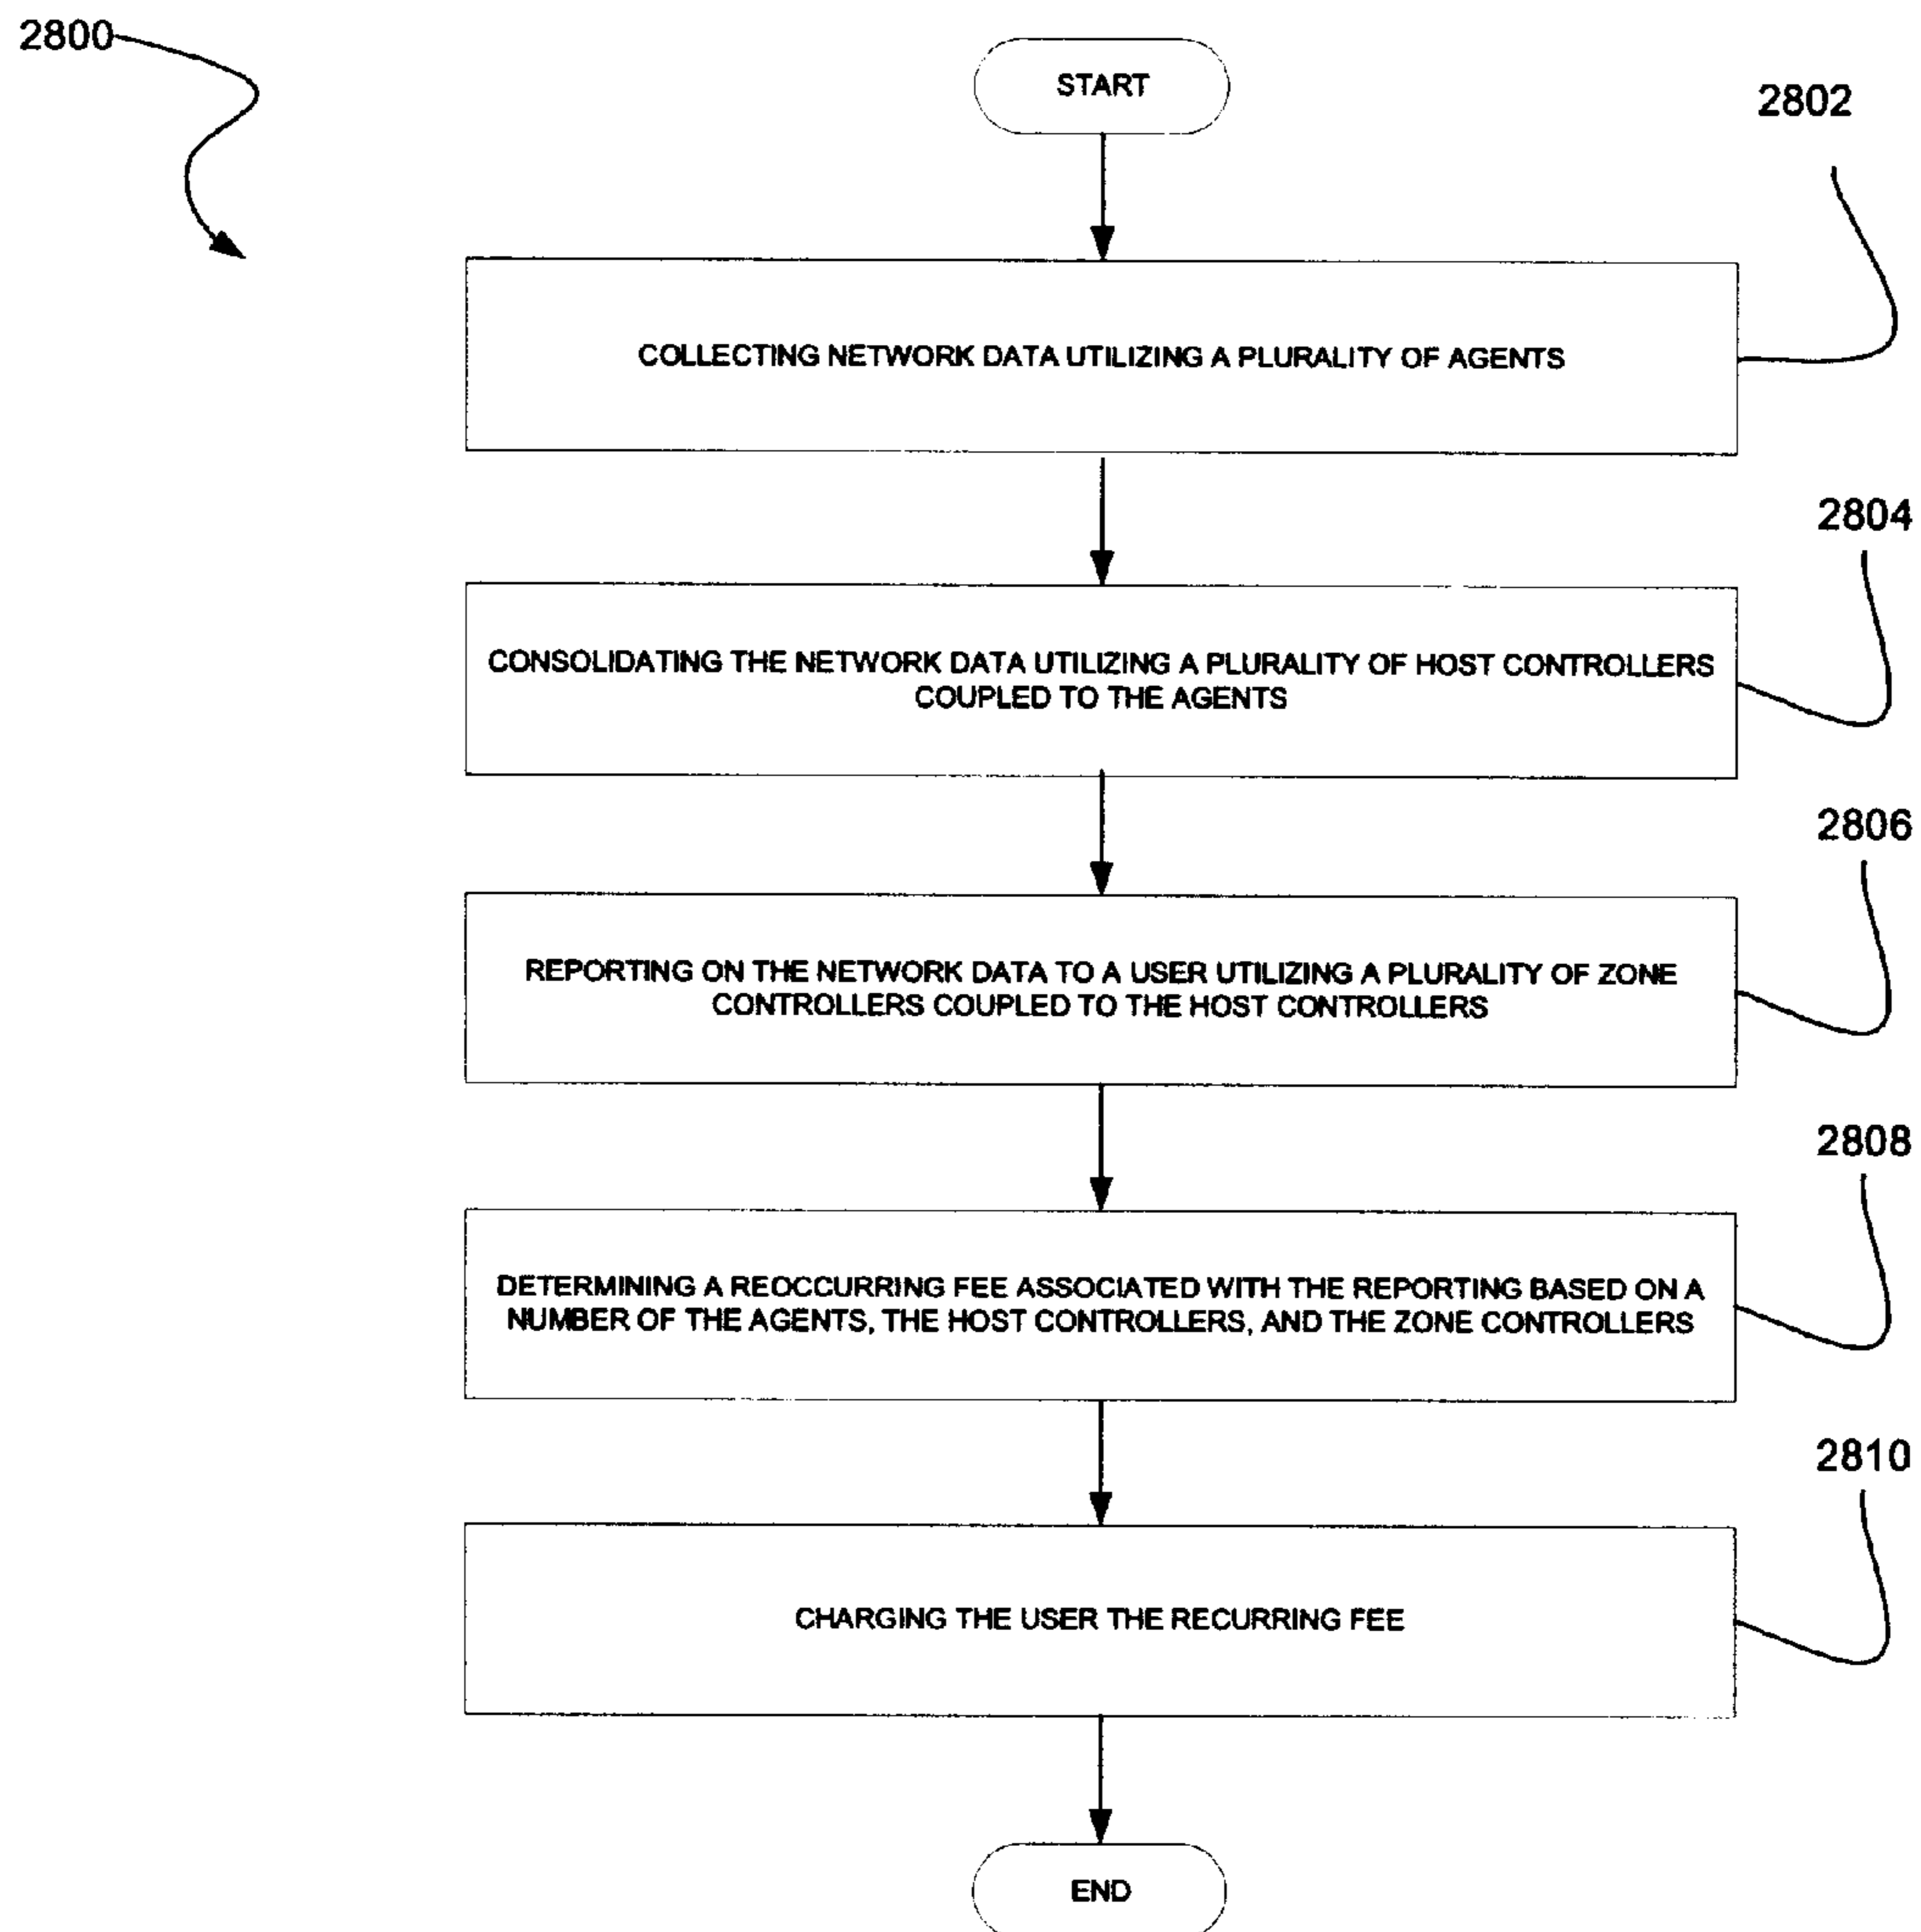 2800
START
2802
COLLECTING NETWORK DATA UTILIZING A PLURALITY OF AGENTS
2804
CONSOLIDATING THE NETWORK DATA UTILIZING A PLURALITY OF HOST CONTROLLERS
COUPLED TO THE AGENTS
2806
REPORTING ON THE NETWORK DATA TO A USER UTILIZING A PLURALITY OF ZONE
CONTROLLERS COUPLED TO THE HOST CONTROLLERS
2808
DETERMINING A REOCCURRING FEE ASSOCIATED WITH THE REPORTING BASED ON A
NUMBER OF THE AGENTS, THE HOST CONTROLLERS, AND THE ZONE CONTROLLERS
2810
CHARGING THE USER THE RECURRING FEE
END